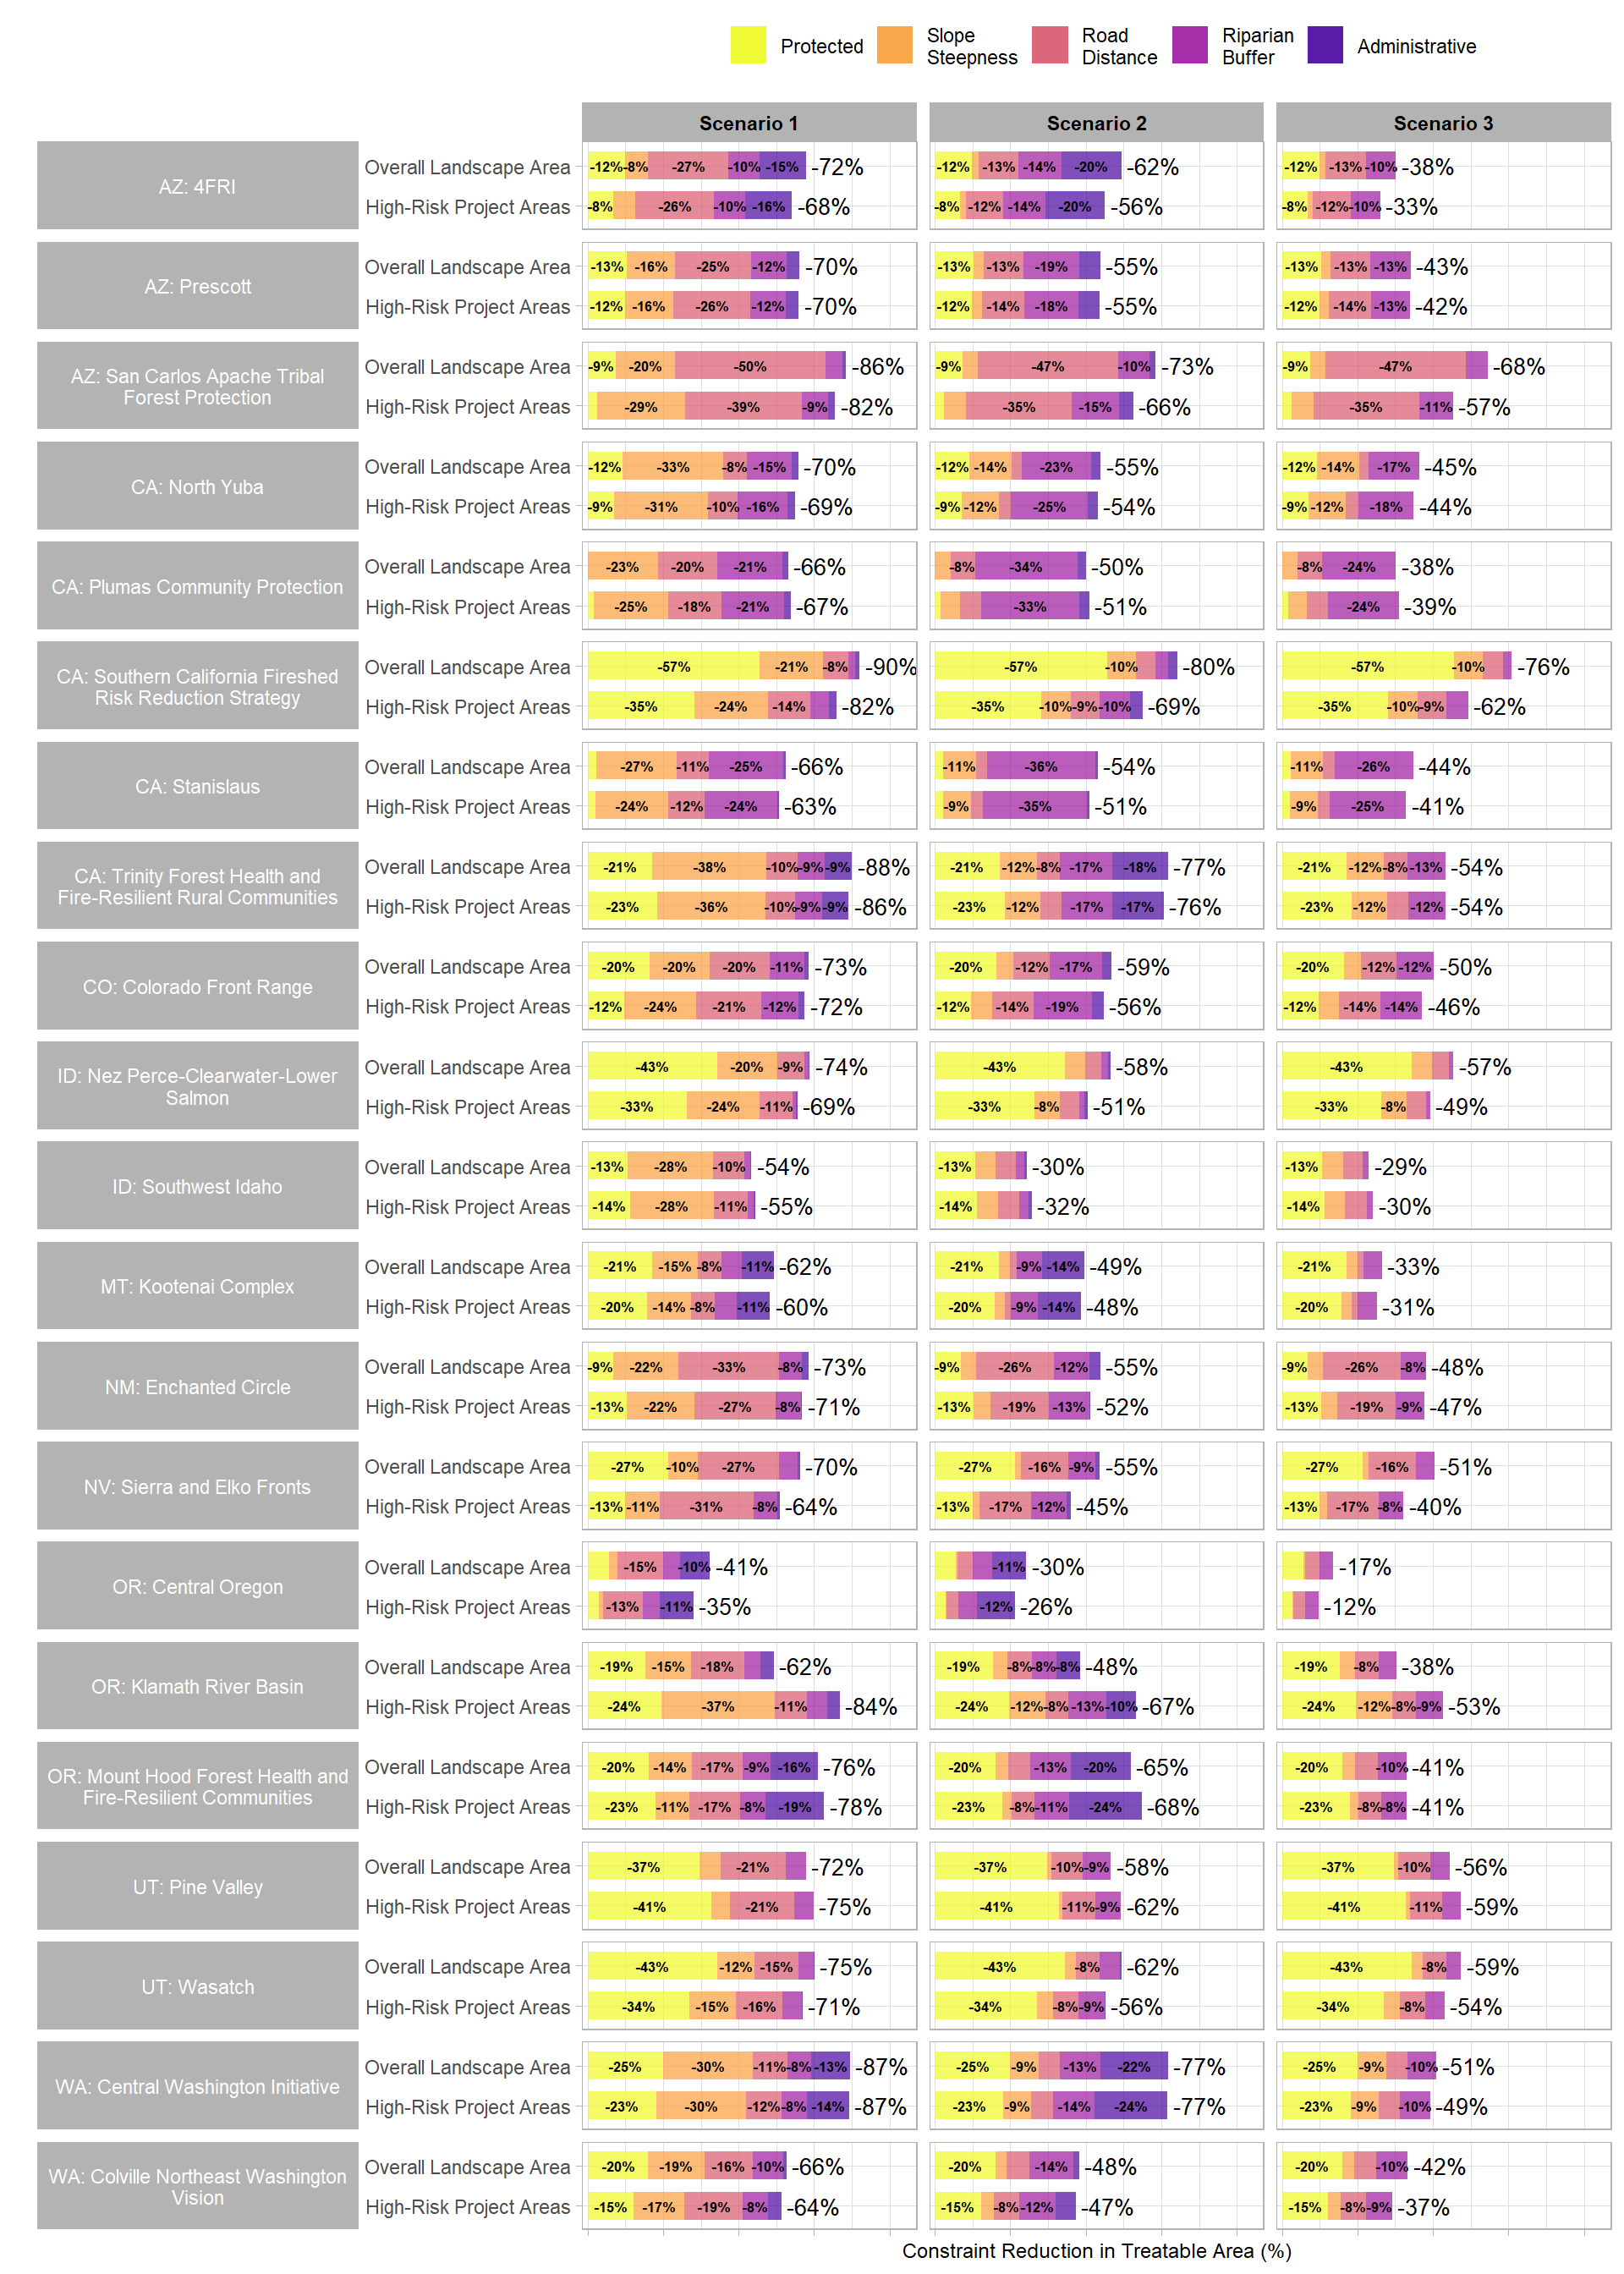 Protected
Slope
Steepness
Road
Distance
Riparian
Buffer
Administrative
Scenario 1
Scenario 2
Scenario 3
AZ: 4FRI
Overall Landscape Area -12% -8% -27% -10% -15% -72% -12% -13% -14% -20% -62% -12% -13% -10% -38%
High-Risk Project Areas -8% -26% -10% -16% -68% -8% -12% -14% -20% -56% -8% -12% -10% -33%
AZ: Prescott
Overall Landscape Area -13% -16% -25% -12% -70% -13% -13% -19% -55% -13% -13% -13% -43%
High-Risk Project Areas -12% -16% -26% -12% -70% -12% -14% -18% -55% -12% -14% -13% -42%
AZ: San Carlos Apache Tribal
Forest Protection
Overall Landscape Area -9% -20% -50% -86% -9% -47% -10% -73% -9% -47% -68%
High-Risk Project Areas -29% -39% -9% -82% -35% -15% -66% -35% -11% -57%
CA: North Yuba
Overall Landscape Area -12% -33% -8% -15% -70% -12% -14% -23% -55% -12% -14% -17% -45%
High-Risk Project Areas -9% -31% -10% -16% -69% -9% -12% -25% -54% -9% -12% -18% -44%
CA: Plumas Community Protection
Overall Landscape Area -23% -20% -21% -66% -8% -34% -50% -8% -24% -38%
High-Risk Project Areas -25% -18% -21% -67% -33% -51% -24% -39%
CA: Southern California Fireshed
Risk Reduction Strategy
Overall Landscape Area -57% -21% -8% -90% -57% -10% -80% -57% -10% -76%
High-Risk Project Areas -35% -24% -14% -82% -35% -10% -9% -10% -69% -35% -10% -9% -62%
CA: Stanislaus
Overall Landscape Area -27% -11% -25% -66% -11% -36% -54% -11% -26% -44%
High-Risk Project Areas -24% -12% -24% -63% -9% -35% -51% -9% -25% -41%
CA: Trinity Forest Health and
Fire-Resilient Rural Communities
Overall Landscape Area -21% -38% -10% -9% -9% -88% -21% -12% -8% -17% -18% -77% -21% -12% -8% -13% -54%
High-Risk Project Areas -23% -36% -10% -9% -9% -86% -23% -12% -17% -17% -76% -23% -12% -12% -54%
CO: Colorado Front Range
Overall Landscape Area -20% -20% -20% -11% -73% -20% -12% -17% -59% -20% -12% -12% -50%
High-Risk Project Areas -12% -24% -21% -12% -72% -12% -14% -19% -56% -12% -14% -14% -46%
ID: Nez Perce-Clearwater-Lower
Salmon
Overall Landscape Area -43% -20% -9% -74% -43% -58% -43% -57%
High-Risk Project Areas -33% -24% -11% -69% -33% -8% -51% -33% -8% -49%
ID: Southwest Idaho
Overall Landscape Area -13% -28% -10% -54% -13% -30% -13% -29%
High-Risk Project Areas -14% -28% -11% -55% -14% -32% -14% -30%
MT: Kootenai Complex
Overall Landscape Area -21% -15% -8% -11% -62% -21% -9% -14% -49% -21% -33%
High-Risk Project Areas -20% -14% -8% -11% -60% -20% -9% -14% -48% -20% -31%
NM: Enchanted Circle
Overall Landscape Area -9% -22% -33% -8% -73% -9% -26% -12% -55% -9% -26% -8% -48%
High-Risk Project Areas -13% -22% -27% -8% -71% -13% -19% -13% -52% -13% -19% -9% -47%
NV: Sierra and Elko Fronts
Overall Landscape Area -27% -10% -27% -70% -27% -16% -9% -55% -27% -16% -51%
High-Risk Project Areas -13% -11% -31% -8% -64% -13% -17% -12% -45% -13% -17% -8% -40%
OR: Central Oregon
Overall Landscape Area -15% -10% -41% -11% -30% -17%
High-Risk Project Areas -13% -11% -35% -12% -26% -12%
OR: Klamath River Basin
Overall Landscape Area -19% -15% -18% -62% -19% -8% -8% -8% -48% -19% -8% -38%
High-Risk Project Areas -24% -37% -11% -84% -24% -12% -8% -13% -10% -67% -24% -12% -8% -9% -53%
OR: Mount Hood Forest Health and
Fire-Resilient Communities
Overall Landscape Area -20% -14% -17% -9% -16% -76% -20% -13% -20% -65% -20% -10% -41%
High-Risk Project Areas -23% -11% -17% -8% -19% -78% -23% -8% -11% -24% -68% -23% -8% -8% -41%
UT: Pine Valley
Overall Landscape Area -37% -21% -72% -37% -10% -9% -58% -37% -10% -56%
High-Risk Project Areas -41% -21% -75% -41% -11% -9% -62% -41% -11% -59%
UT: Wasatch
Overall Landscape Area -43% -12% -15% -75% -43% -8% -62% -43% -8% -59%
High-Risk Project Areas -34% -15% -16% -71% -34% -8% -9% -56% -34% -8% -54%
WA: Central Washington Initiative
Overall Landscape Area -25% -30% -11% -8% -13% -87% -25% -9% -13% -22% -77% -25% -9% -10% -51%
High-Risk Project Areas -23% -30% -12% -8% -14% -87% -23% -9% -14% -24% -77% -23% -9% -10% -49%
WA: Colville Northeast Washington
Vision
Overall Landscape Area -20% -19% -16% -10% -66% -20% -14% -48% -20% -10% -42%
High-Risk Project Areas -15% -17% -19% -8% -64% -15% -8% -12% -47% -15% -8% -9% -37%
Constraint Reduction in Treatable Area (%)